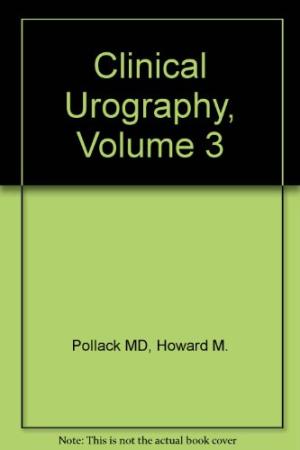 Clinical
Urography,
Volume 3
Pollack MD, Howard M.
Note: This is not the actual book cover